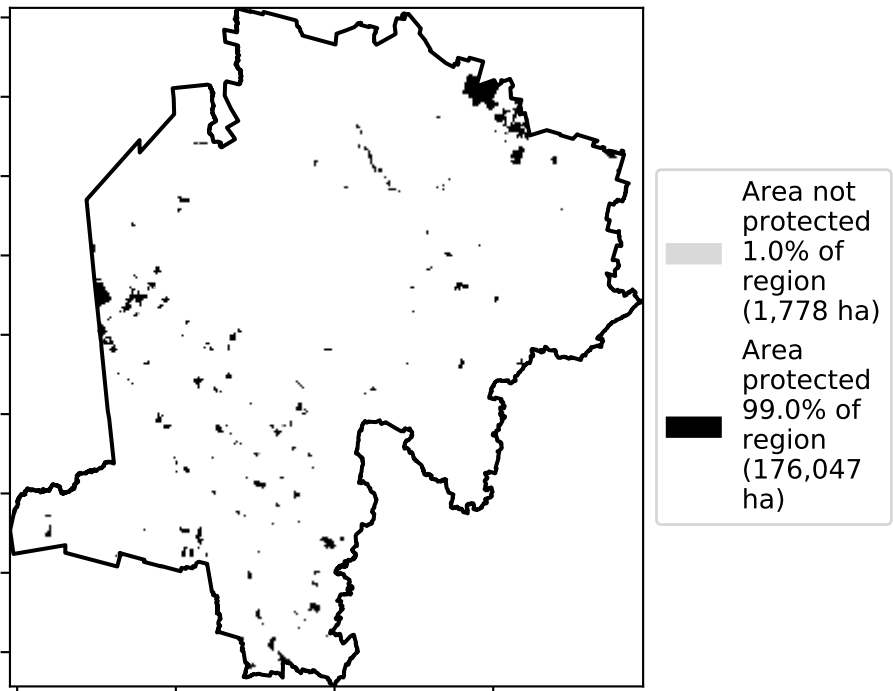 Area not
protected
1.0% of
region
(1,778 ha)
Area
protected
99.0% of
region
(176,047
ha)